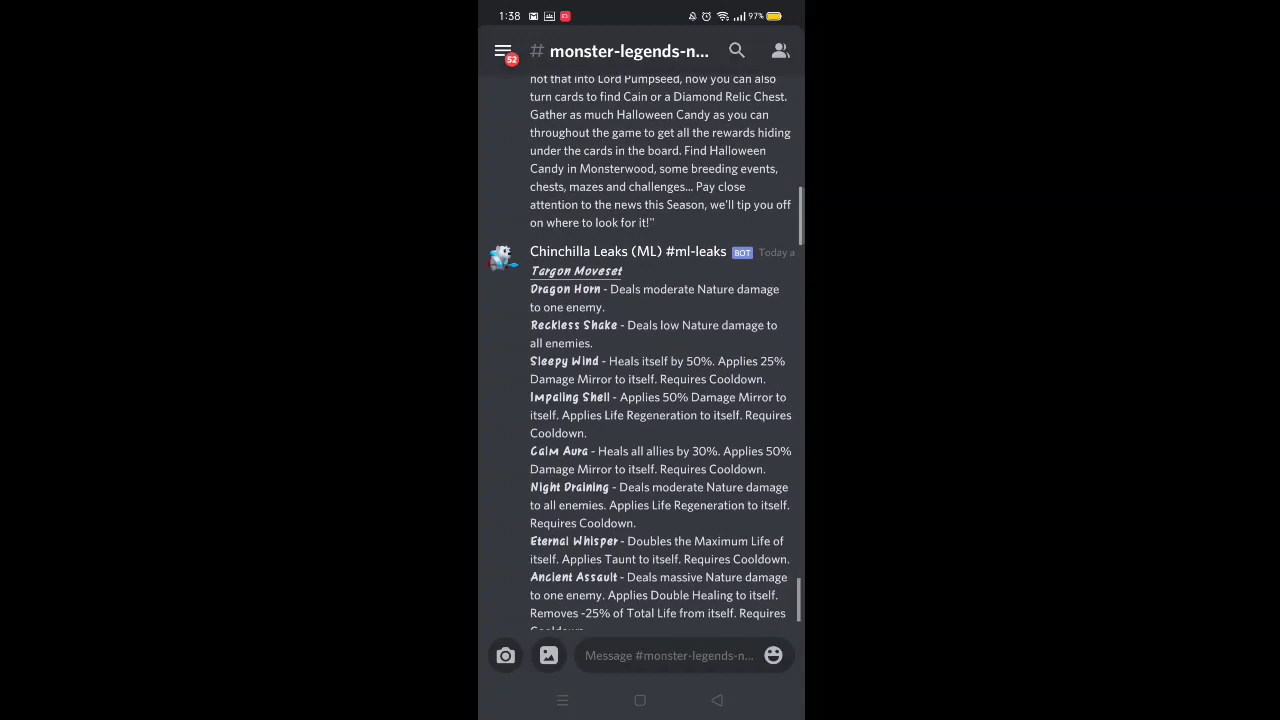 1:38
97%
52
# monster-legends-n...
not that into Lord Pumpseed, now you can also
turn cards to find Cain or a Diamond Relic Chest.
Gather as much Halloween Candy as you can
throughout the game to get all the rewards hiding
under the cards in the board. Find Halloween
Candy in Monsterwood, some breeding events,
chests, mazes and challenges... Pay close
attention to the news this Season, we'll tip you off
on where to look for it!"
Chinchilla Leaks (ML) #ml-leaks BOT Today a
Targon Moveset
Dragon Horn - Deals moderate Nature damage
to one enemy.
Reckless Shake - Deals low Nature damage to
all enemies.
Sleepy Wind - Heals itself by 50%. Applies 25%
Damage Mirror to itself. Requires Cooldown.
Impaling Shell - Applies 50% Damage Mirror to
itself. Applies Life Regeneration to itself. Requires
Cooldown.
Calm Aura - Heals all allies by 30%. Applies 50%
Damage Mirror to itself. Requires Cooldown.
Night Draining - Deals moderate Nature damage
to all enemies. Applies Life Regeneration to itself.
Requires Cooldown.
Eternal Whisper - Doubles the Maximum Life of
itself. Applies Taunt to itself. Requires Cooldown.
Ancient Assault - Deals massive Nature damage
to one enemy. Applies Double Healing to itself.
Removes -25% of Total Life from itself. Requires
Cooldown.
Message #monster-legends-n...